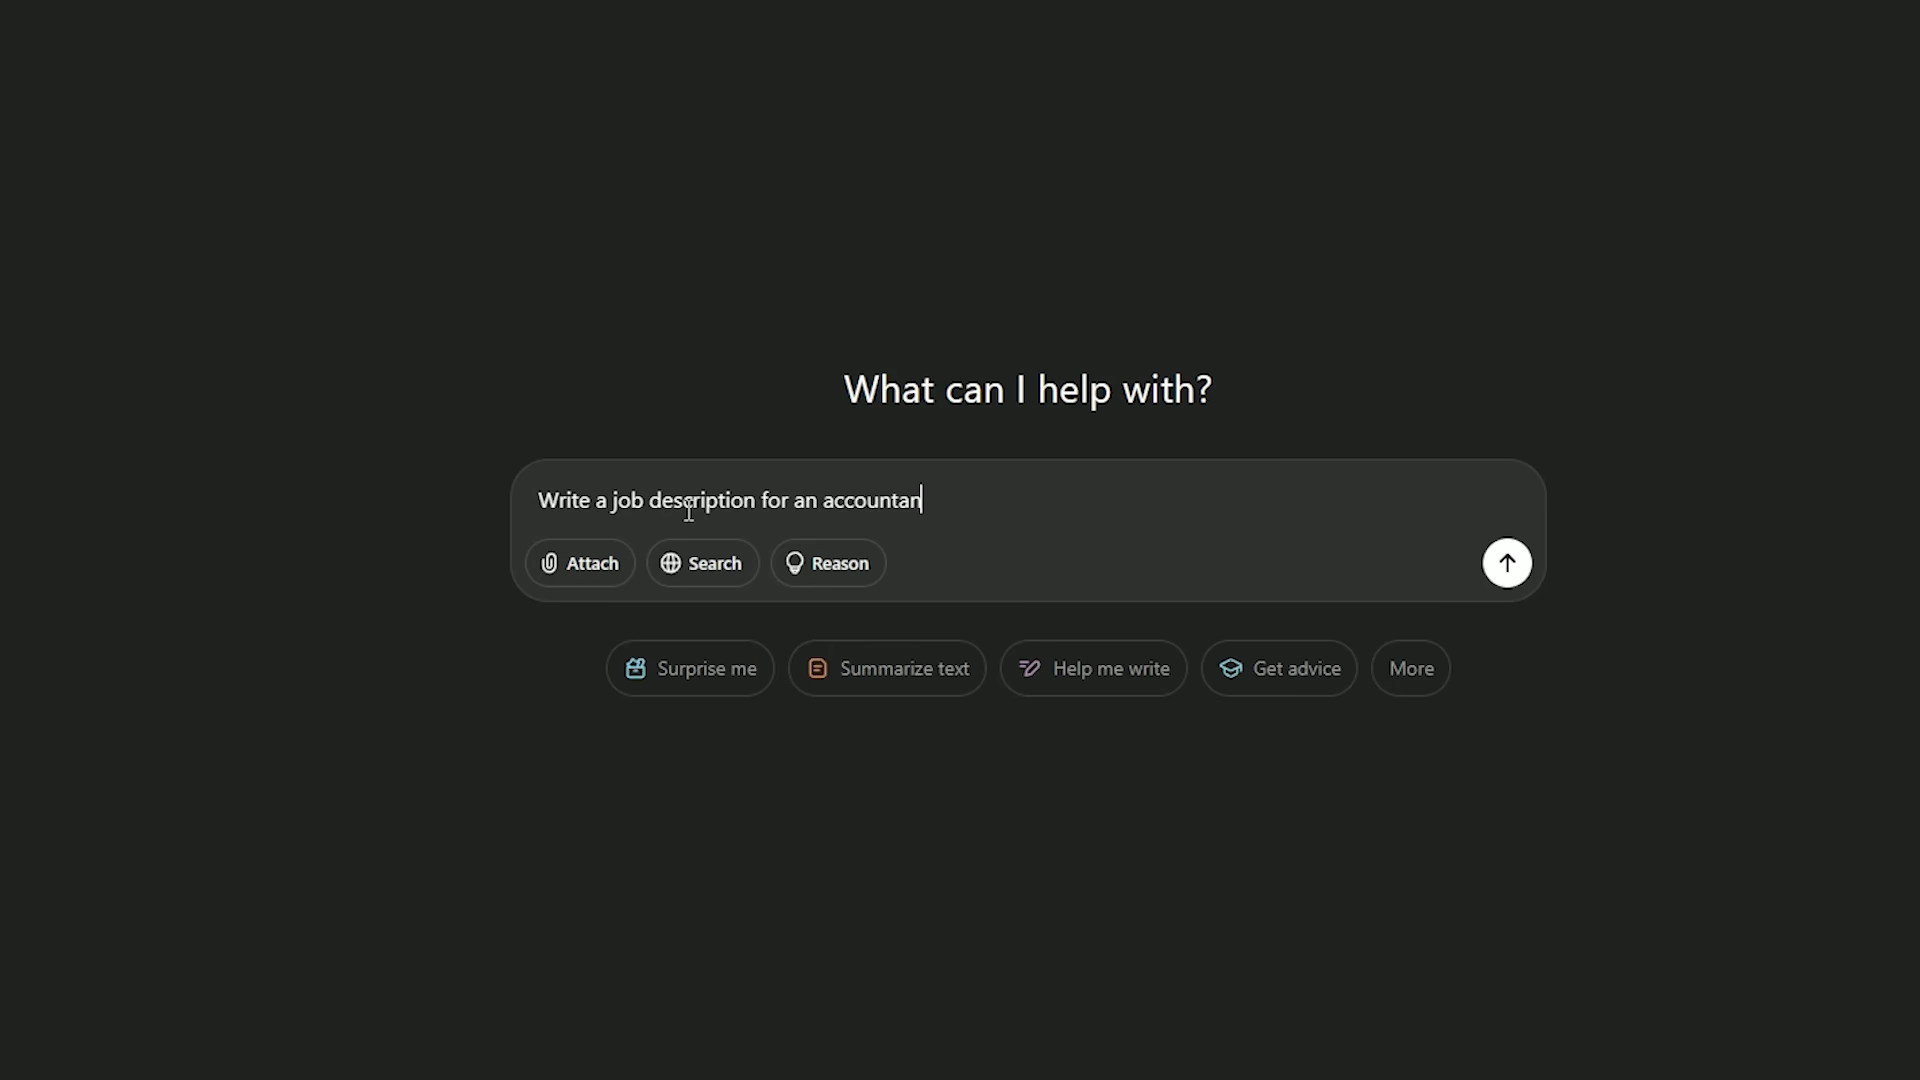 What can I help with?
Write a job description for an accountan
Attach Search Reason
Surprise me Summarize text Help me write Get advice More